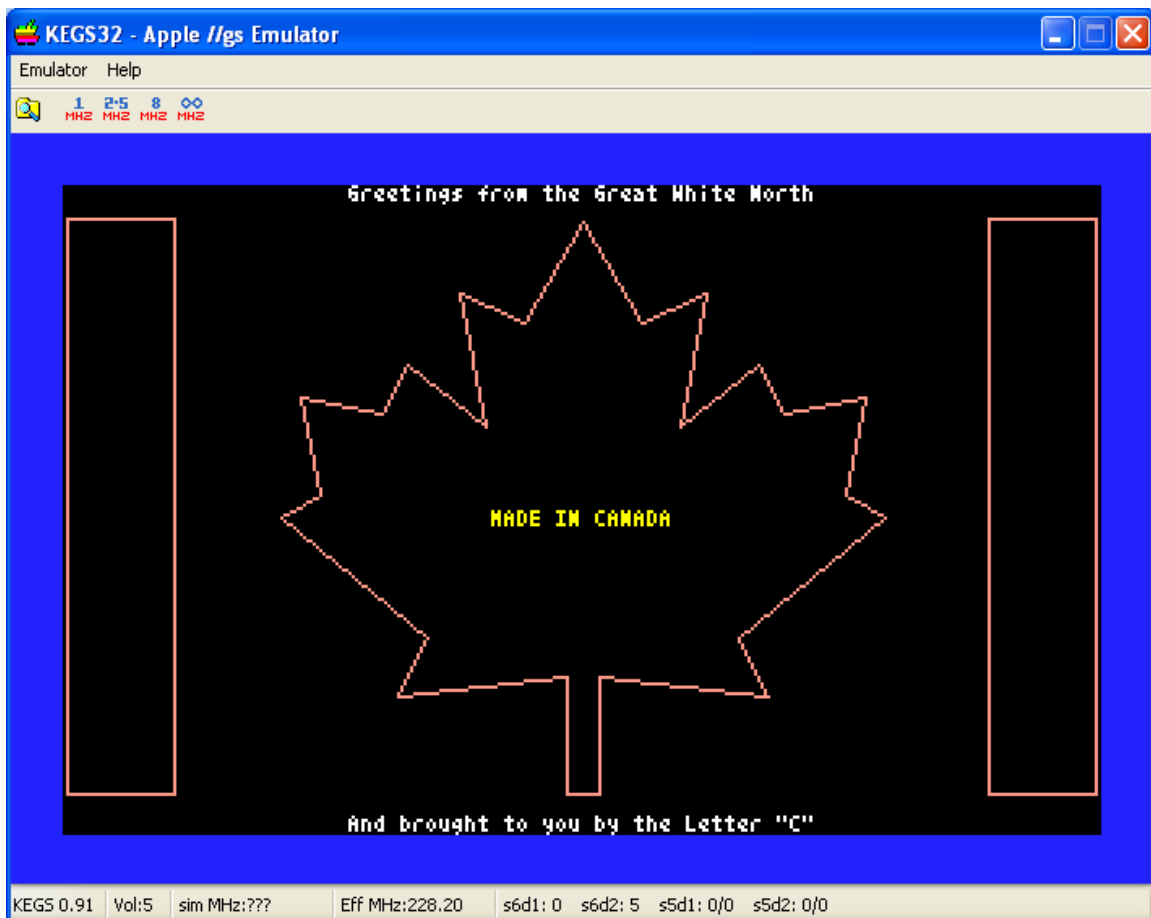 KEGS32 - Apple //gs Emulator
Emulator Help
1 MHZ 2.5 MHZ 8 MHZ ∞ MHZ
Greetings from the Great White North
MADE IN CANADA
And brought to you by the Letter "C"
KEGS 0.91 Vol:5 sim MHz:??? Eff MHz:228.20 s6d1: 0 s6d2: 5 s5d1: 0/0 s5d2: 0/0